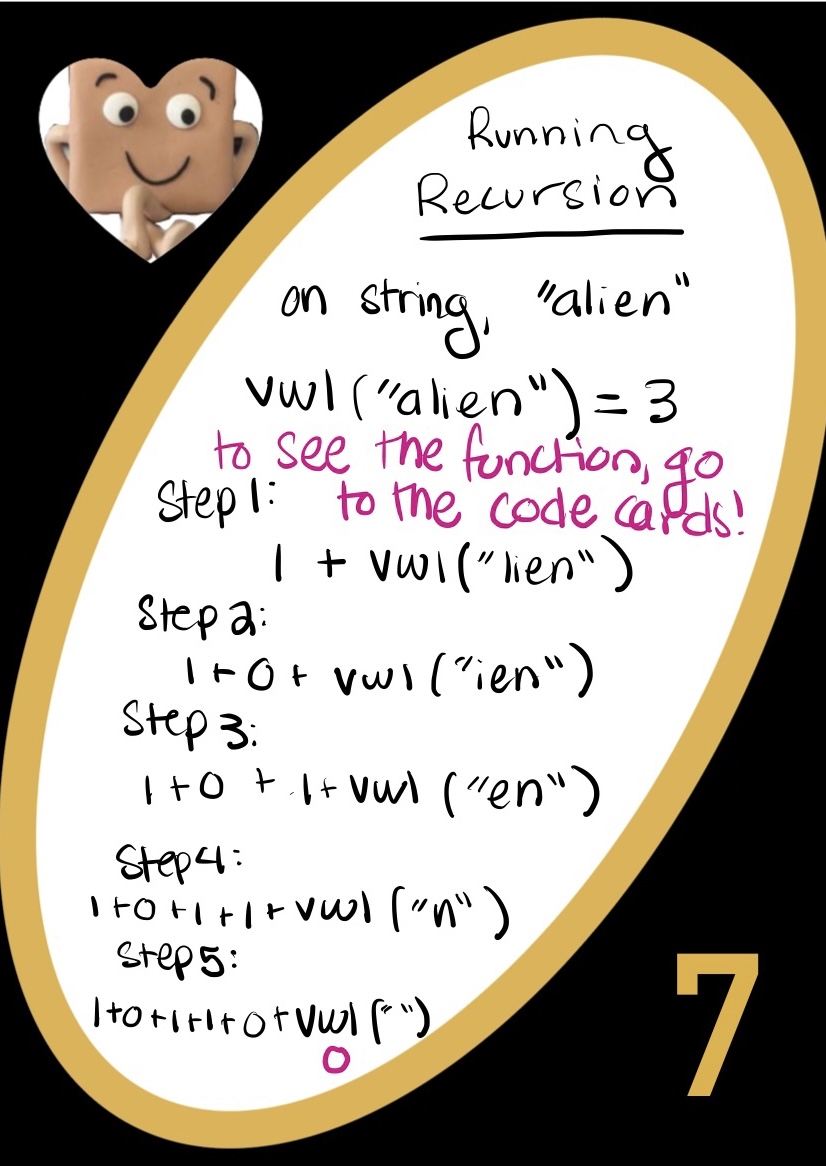 Running
Recursion
on string, "alien"
vwl("alien") = 3
to see the function, go
to the code cards!
Step 1:
1 + vwl("lien")
Step 2:
1+0+ vwl("ien")
Step 3:
1+0 + 1+ vwl ("en")
Step 4:
1+0+1+1+vwl ("n")
Step 5:
1+0+1+1+0+vwl("")
0
7